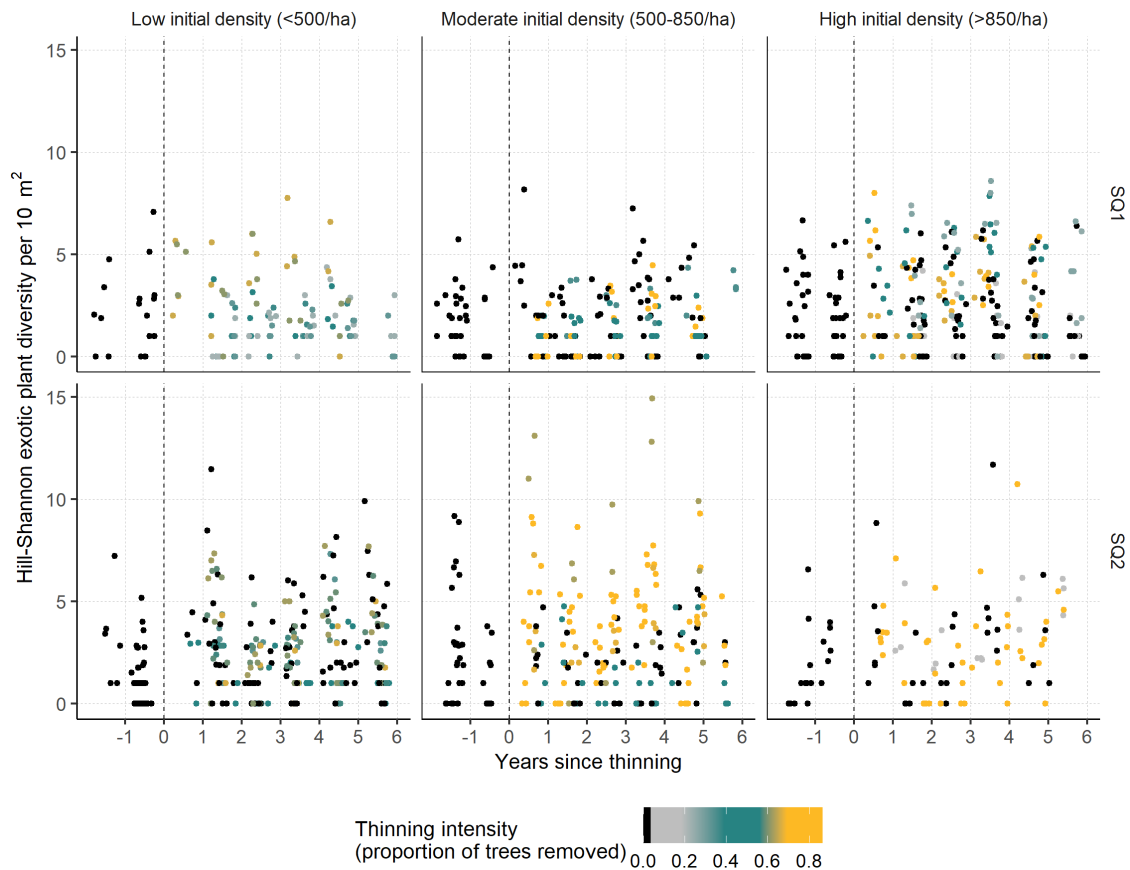 Low initial density (<500/ha)
Moderate initial density (500-850/ha)
High initial density (>850/ha)
15
10
5
0
SQ1
15
10
5
0
SQ2
Hill-Shannon exotic plant diversity per 10 m²
-1 0 1 2 3 4 5 6
-1 0 1 2 3 4 5 6
-1 0 1 2 3 4 5 6
Years since thinning
Thinning intensity
(proportion of trees removed)
0.0 0.2 0.4 0.6 0.8